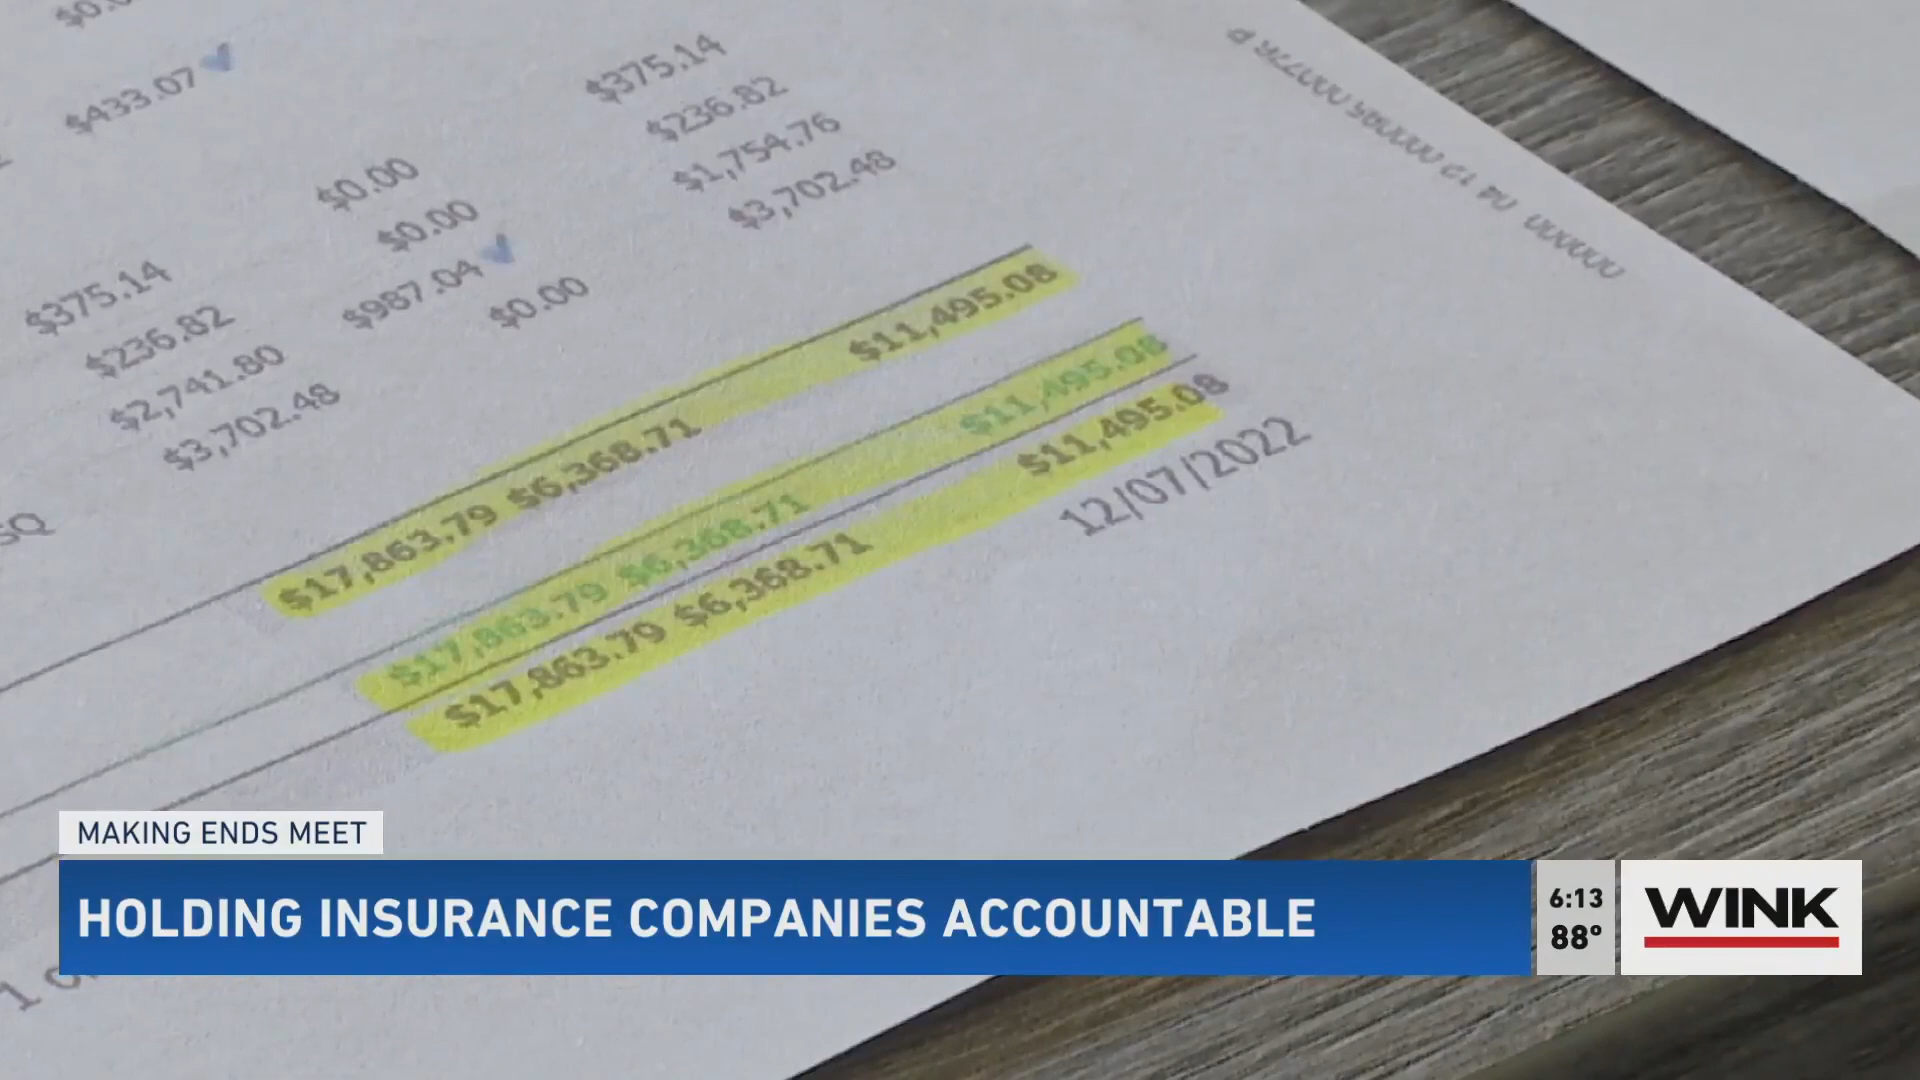 $433.07
$375.14
$0.00 $236.82
$0.00 $1,754.76
$375.14 $987.04 $3,702.48
$236.82 $0.00
$2,741.80
$3,702.48
SQ
$17,863.79 $6,368.71 $11,495.08
$17,863.79 $6,368.71 $11,495.08
$17,863.79 $6,368.71 $11,495.08
12/07/2022
MAKING ENDS MEET
HOLDING INSURANCE COMPANIES ACCOUNTABLE
6:13
88°
WINK